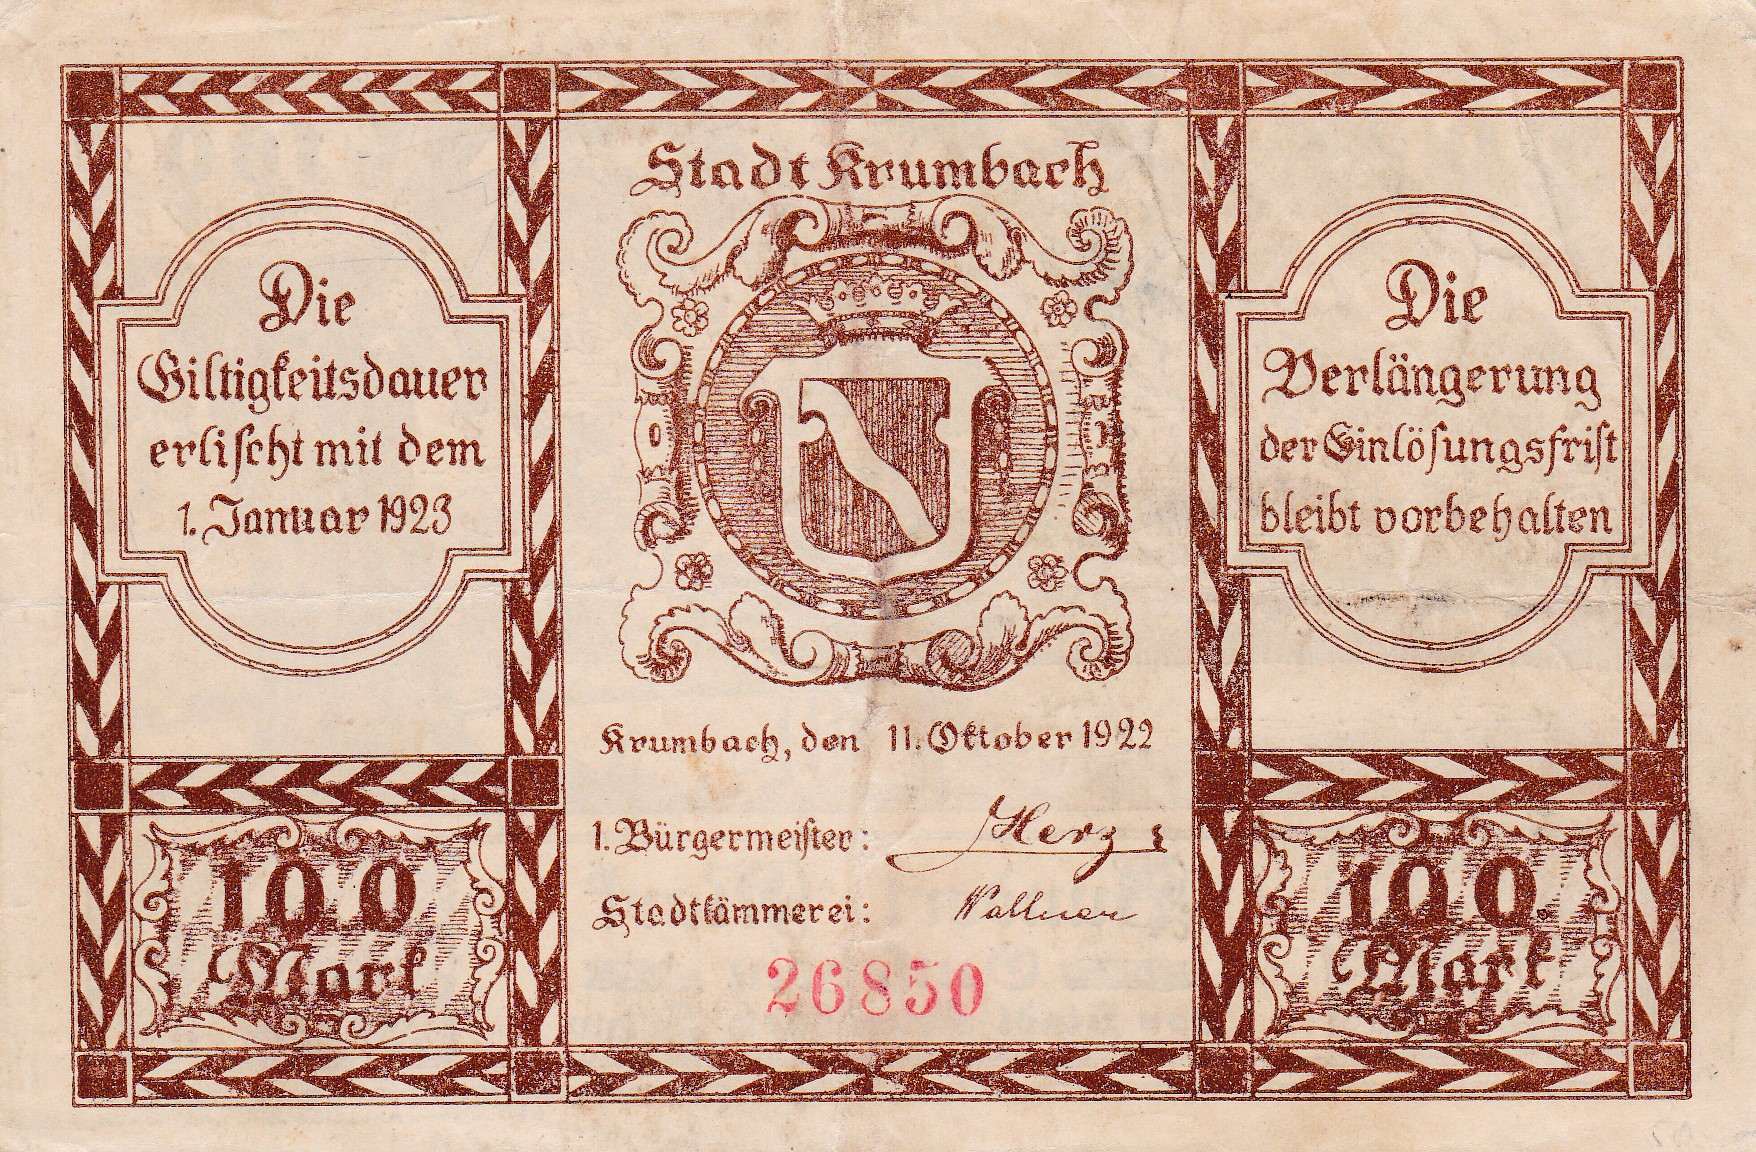 Stadt Krumbach
Die
Giltigkeitsdauer
erlischt mit dem
1. Januar 1923
Die
Verlängerung
der Einlösungsfrist
bleibt vorbehalten
Krumbach, den 11. Oktober 1922
1. Bürgermeister: Herz
Stadtkämmerei:
26850
100
Mark
100
Mark